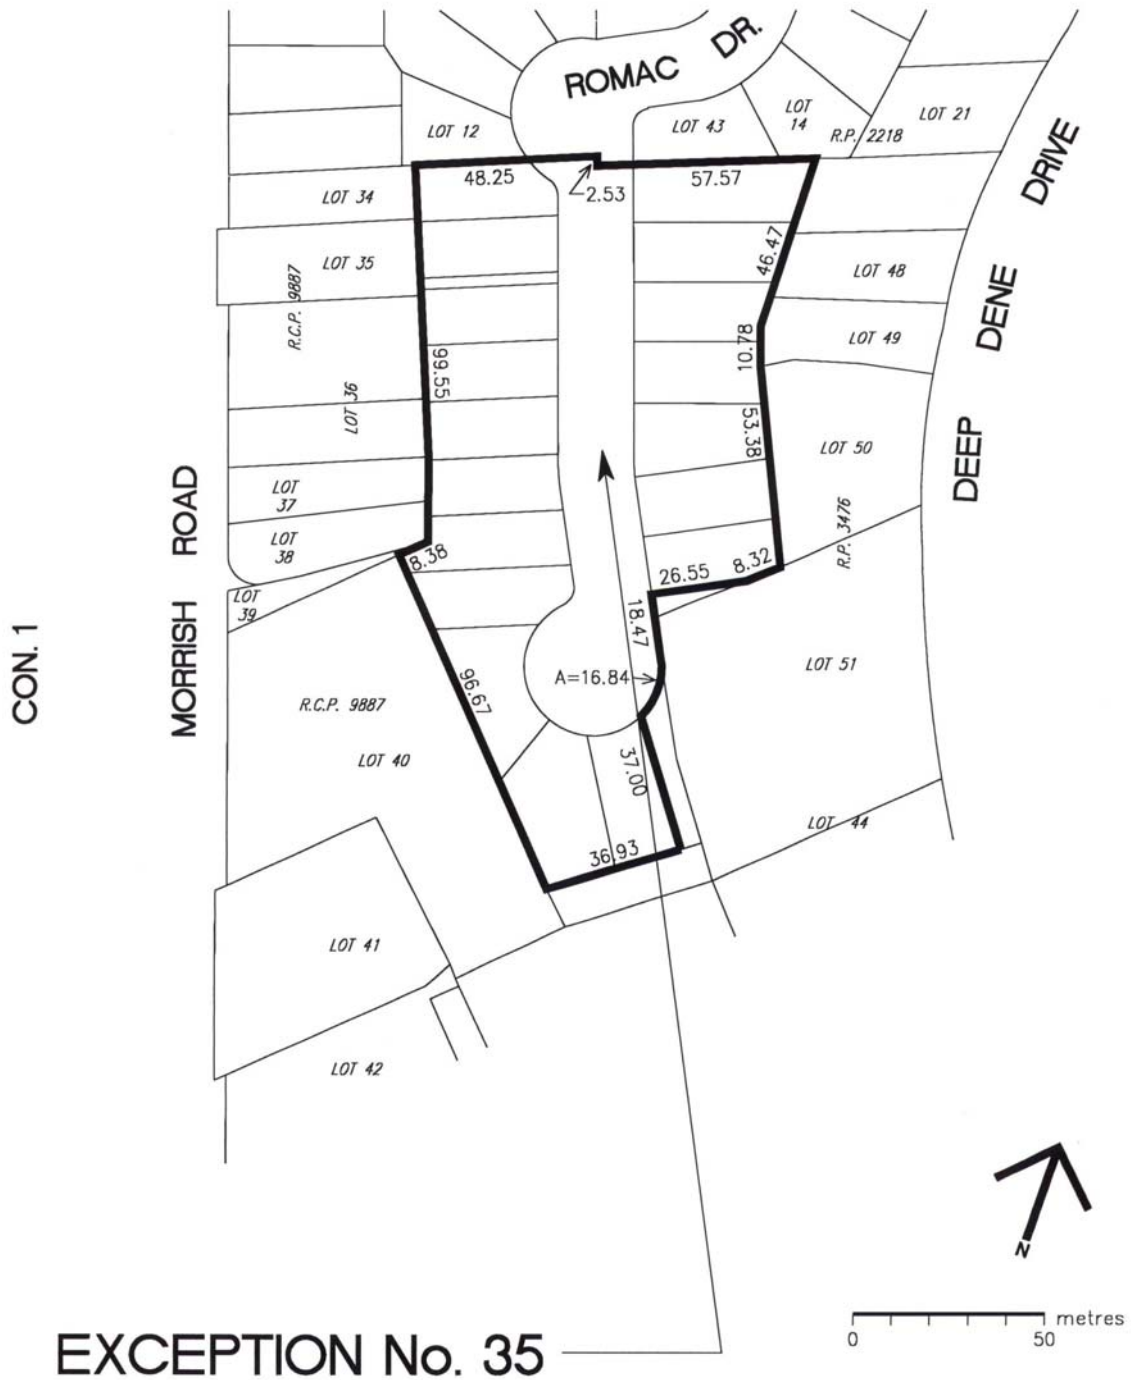 ROMAC DR.
LOT 12
LOT 43
LOT
14
R.P. 2218
LOT 21
48.25
2.53
57.57
LOT 34
LOT 35
R.C.P. 9887
46.47
LOT 48
DEEP DENE DRIVE
10.78
LOT 49
99.55
LOT 36
53.38
LOT 50
LOT
37
LOT
38
8.38
R.P. 3476
26.55
8.32
MORRISH ROAD
CON. 1
LOT
39
18.47
A=16.84
LOT 51
96.67
R.C.P. 9887
LOT 40
37.00
36.93
LOT 44
LOT 41
LOT 42
N
metres
0
50
EXCEPTION No. 35